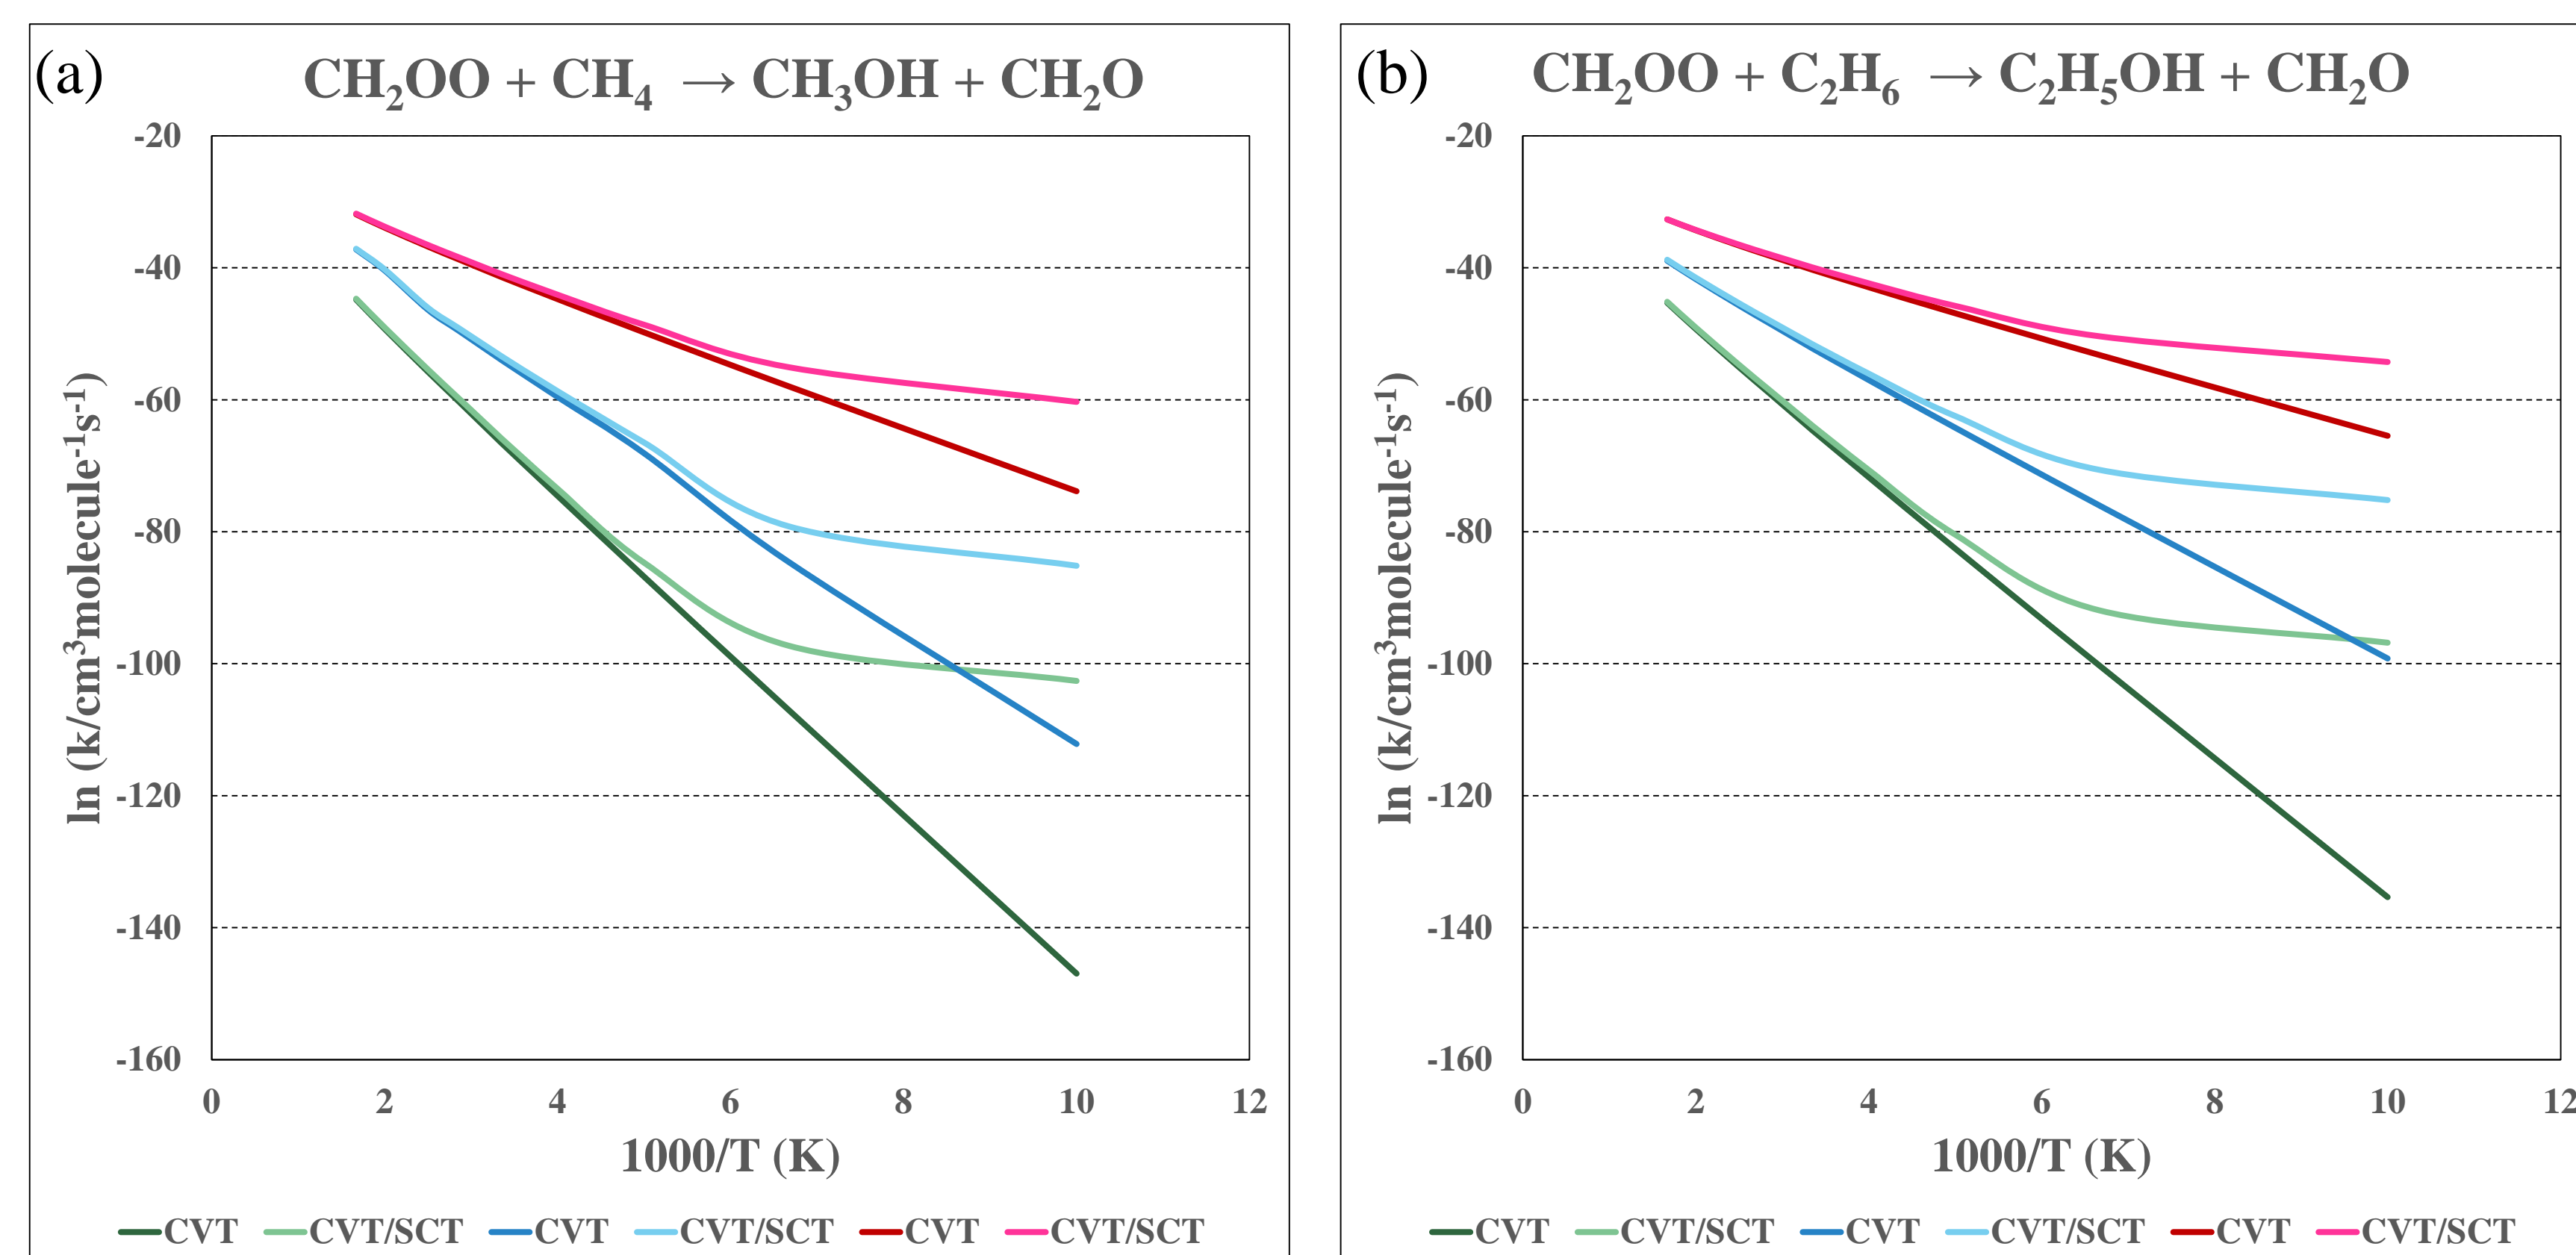 (a)
CH₂OO + CH₄ → CH₃OH + CH₂O
-20
-40
-60
-80
-100
-120
-140
-160
ln (k/cm³molecule⁻¹s⁻¹)
0 2 4 6 8 10 12
1000/T (K)
CVT CVT/SCT CVT CVT/SCT CVT CVT/SCT
(b)
CH₂OO + C₂H₆ → C₂H₅OH + CH₂O
-20
-40
-60
-80
-100
-120
-140
-160
ln (k/cm³molecule⁻¹s⁻¹)
0 2 4 6 8 10 12
1000/T (K)
CVT CVT/SCT CVT CVT/SCT CVT CVT/SCT